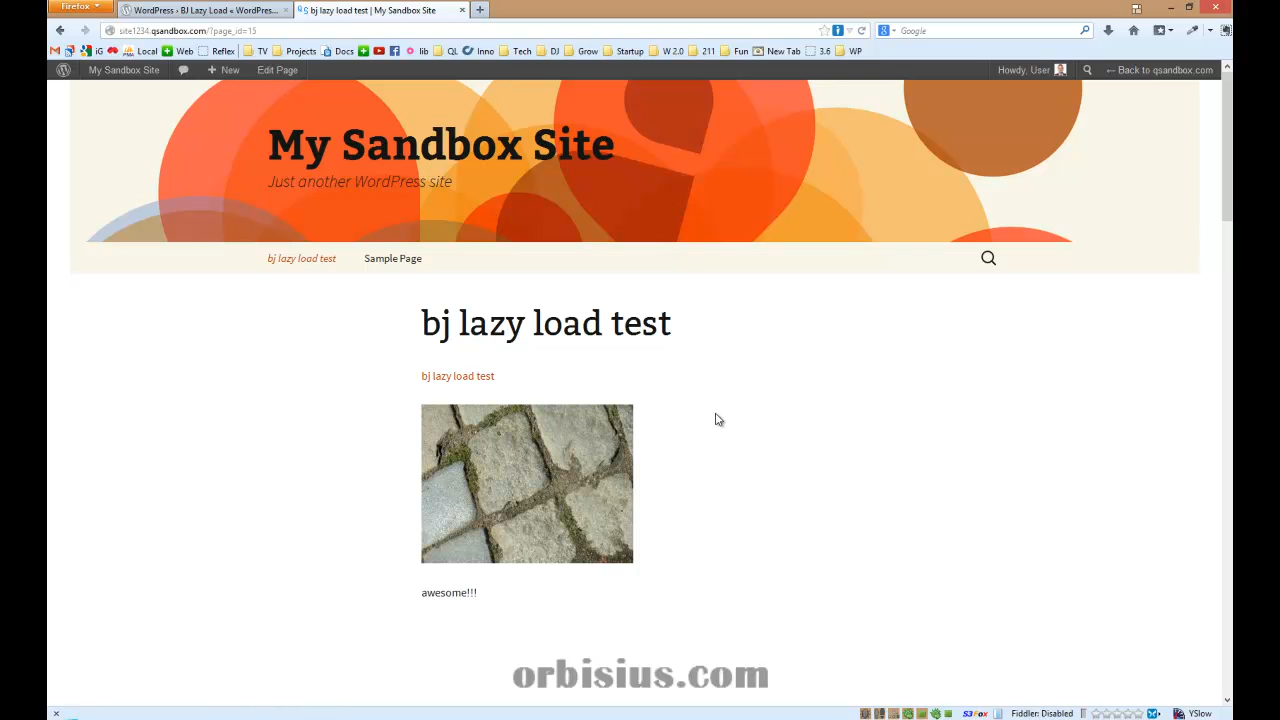 Firefox
WordPress › BJ Lazy Load « WordPres...
bj lazy load test | My Sandbox Site
site1234.qsandbox.com/?page_id=15
Google
iG Local Web Reflex TV Projects Docs lib QL Inno Tech DJ Grow Startup W 2.0 211 Fun New Tab 3.6 WP
My Sandbox Site New Edit Page Howdy, User ← Back to qsandbox.com
My Sandbox Site
Just another WordPress site
bj lazy load test Sample Page
bj lazy load test
bj lazy load test
awesome!!!
orbisius.com
S3Fox Fiddler: Disabled YSlow